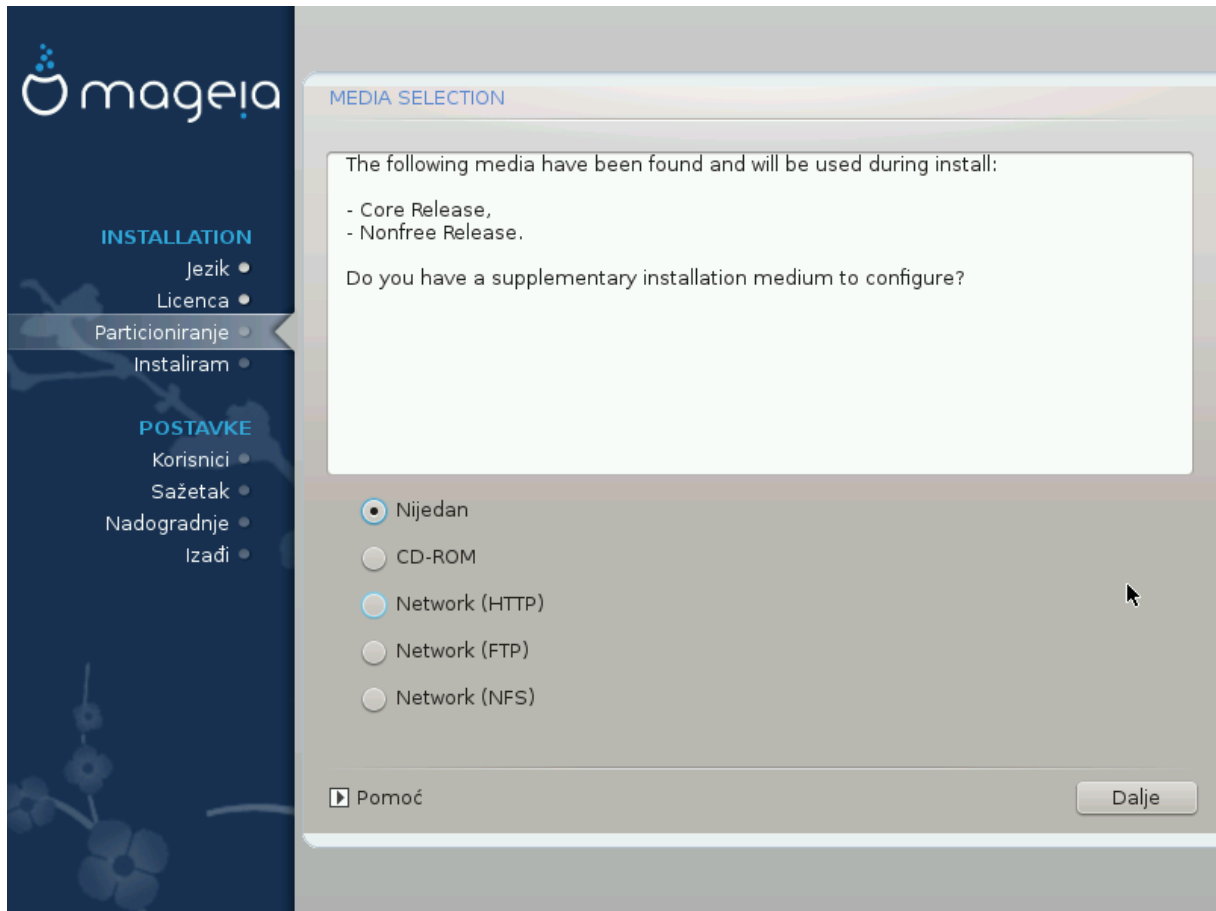 mageia
INSTALLATION
Jezik
Licenca
Particioniranje
Instaliram
POSTAVKE
Korisnici
Sažetak
Nadogradnje
Izađi
MEDIA SELECTION
The following media have been found and will be used during install:
- Core Release,
- Nonfree Release.
Do you have a supplementary installation medium to configure?
Nijedan
CD-ROM
Network (HTTP)
Network (FTP)
Network (NFS)
Pomoć
Dalje